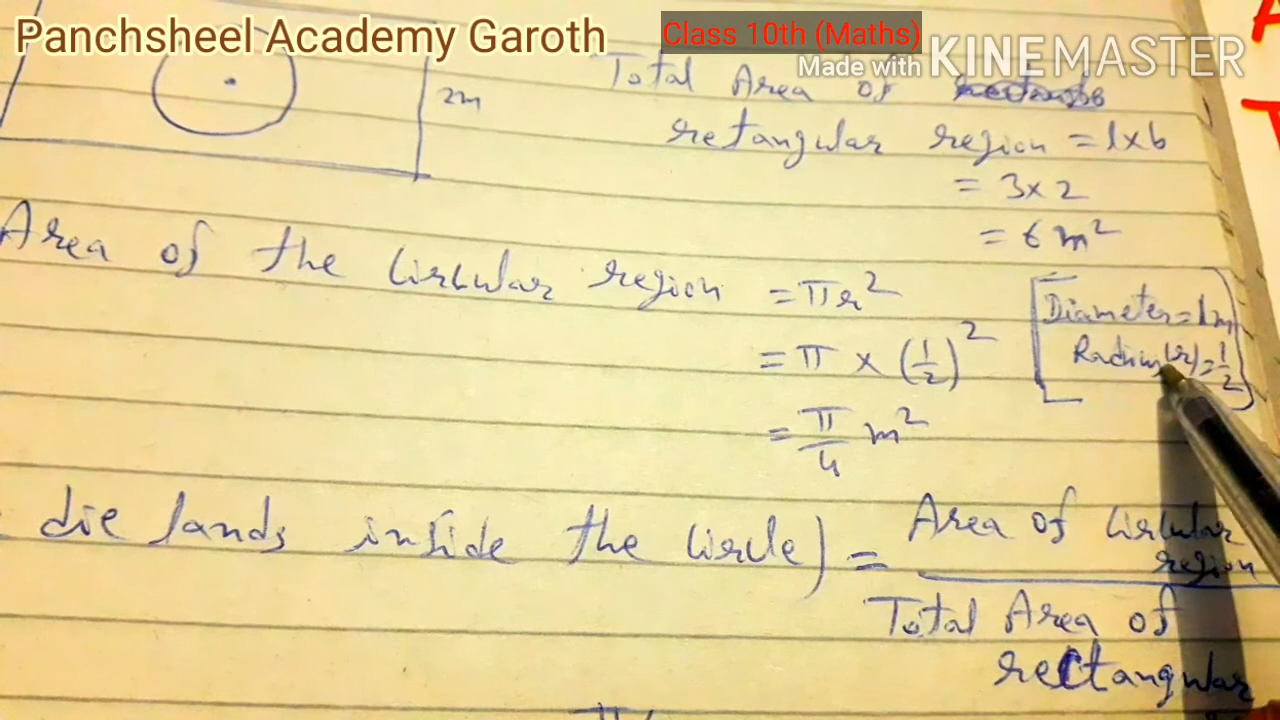 Panchsheel Academy Garoth
Class 10th (Maths)
Made with KINEMASTER
2m
Total Area of
retangular region = l×b
= 3×2
= 6 m²
Area of the Circular region = πr²
= π × (1/2)²
= π/4 m²
[Diameter = 1m
Radius(r) = 1/2]
die lands inside the circle) = Area of circular region
Total Area of
rectangular